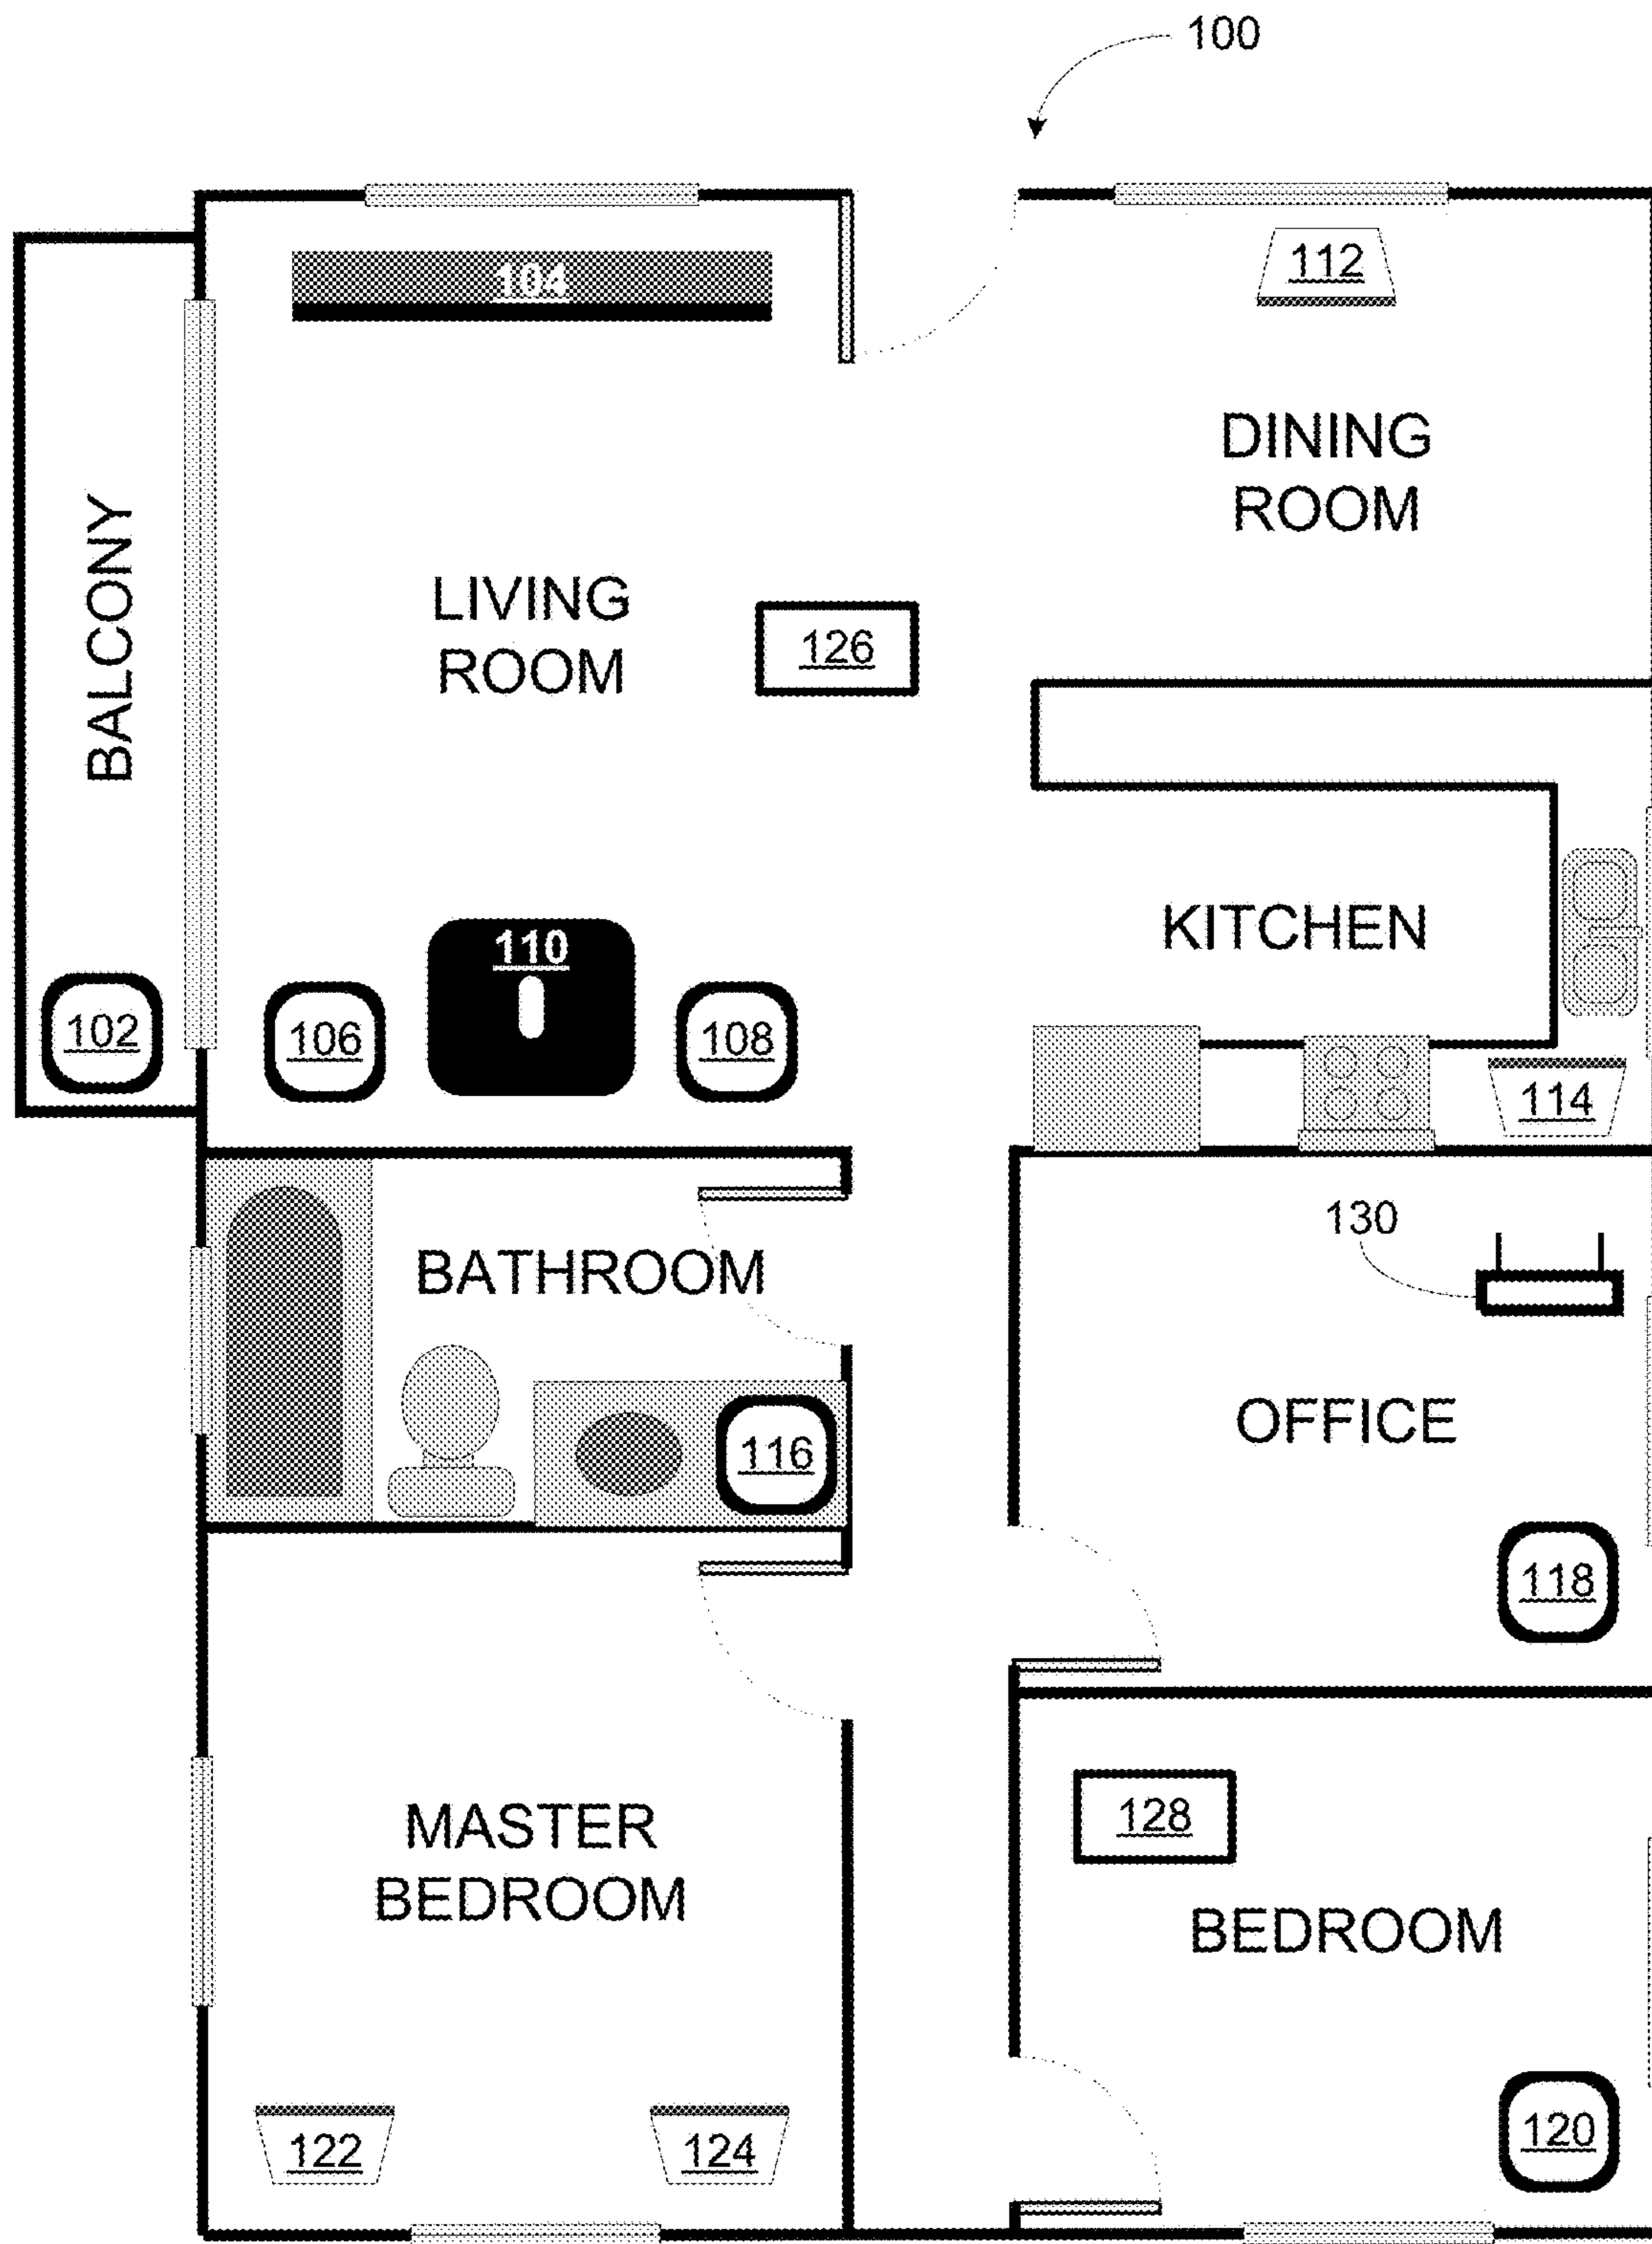 100
104
112
DINING
ROOM
BALCONY
LIVING
ROOM
126
KITCHEN
110
102
106
108
114
130
BATHROOM
OFFICE
116
118
128
MASTER
BEDROOM
BEDROOM
122
124
120